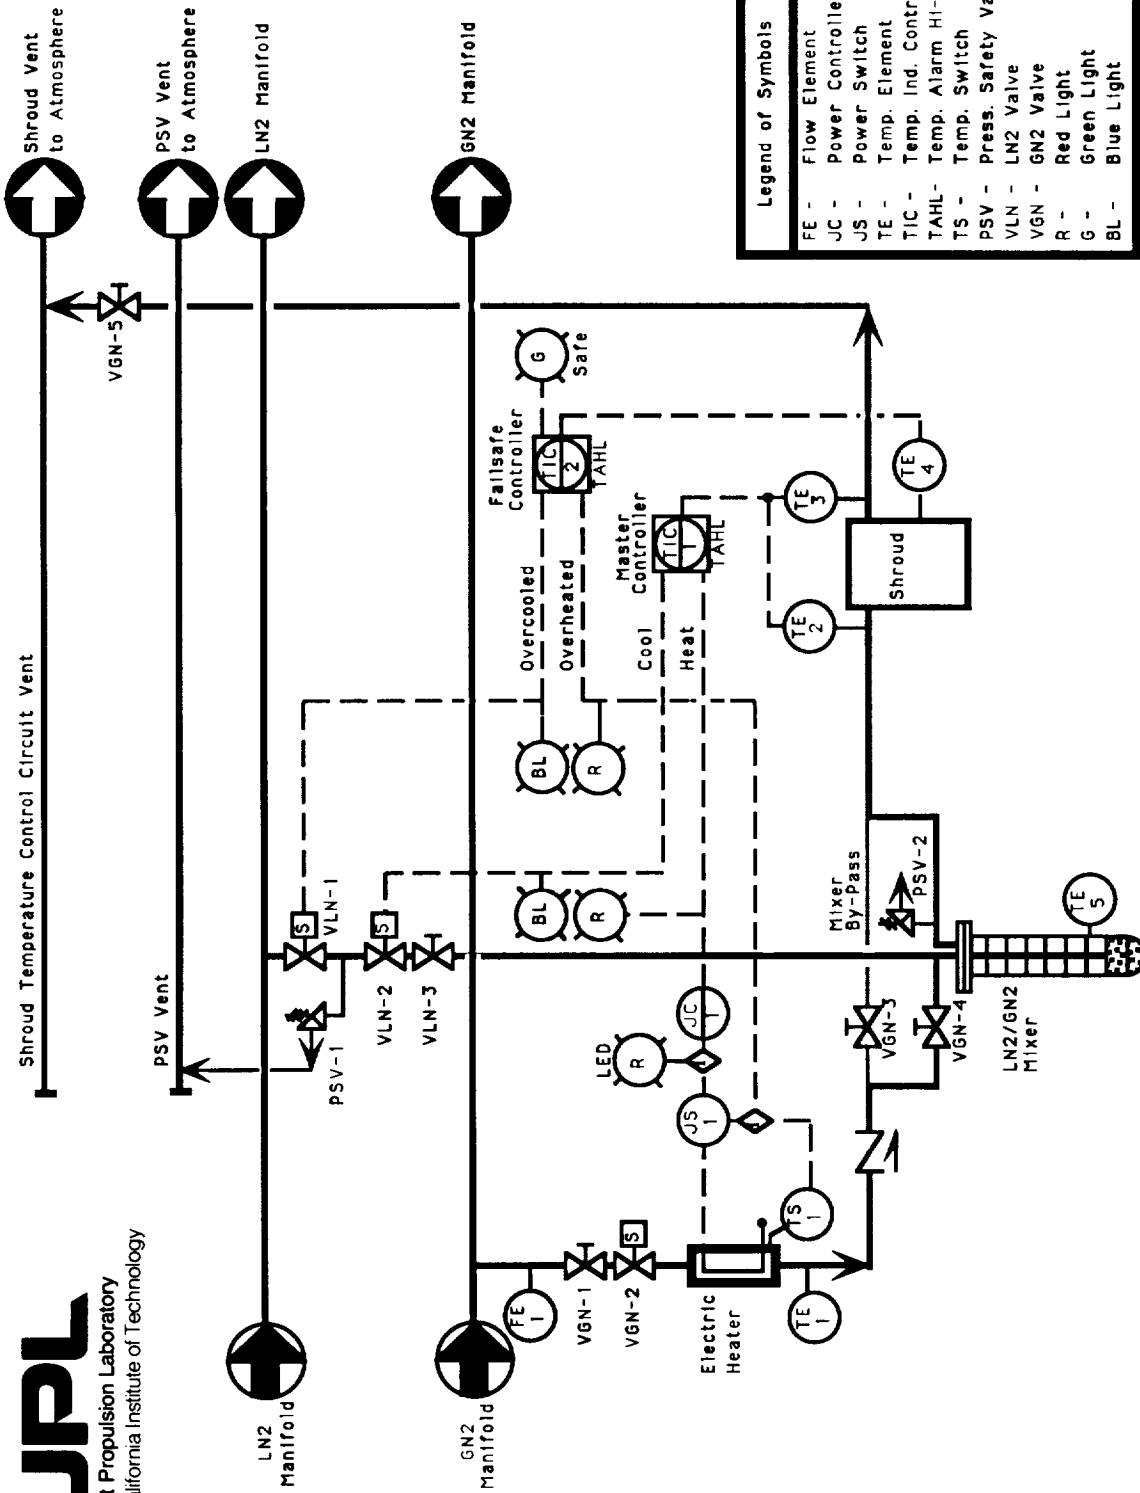 JPL
t Propulsion Laboratory
alifornia Institute of Technology
Shroud Temperature Control Circuit Vent
Shroud Vent
to Atmosphere
PSV Vent
PSV Vent
to Atmosphere
LN2
Manifold
LN2 Manifold
GN2
Manifold
GN2 Manifold
VGN-5
PSV-1
S
VLN-1
S
VLN-2
VLN-3
Failsafe
Controller
TIC
2
TAHL
G
Safe
Overcooled
Overheated
BL
R
Master
Controller
TIC
1
TAHL
Cool
Heat
BL
R
LED
R
JC
1
JS
1
FE
1
VGN-1
S
VGN-2
Electric
Heater
TS
1
TE
1
TE
2
TE
3
TE
4
Shroud
Mixer
By-Pass
PSV-2
VGN-3
VGN-4
LN2/GN2
Mixer
TE
5
Legend of Symbols
FE - Flow Element
JC - Power Controlle
JS - Power Switch
TE - Temp. Element
TIC - Temp. Ind. Contr
TAHL- Temp. Alarm Hi-
TS - Temp. Switch
PSV - Press. Safety Va
VLN - LN2 Valve
VGN - GN2 Valve
R - Red Light
G - Green Light
BL - Blue Light